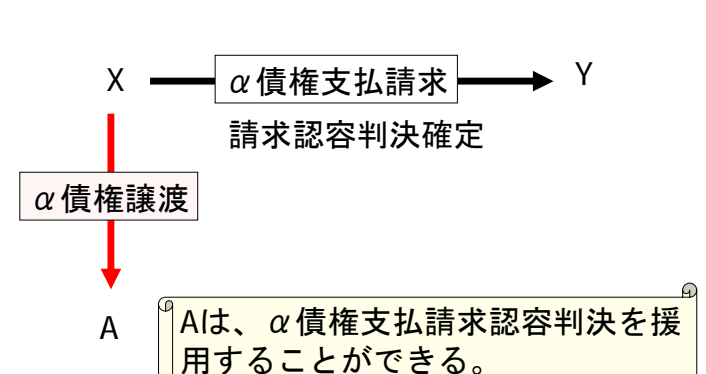 X
α債権支払請求
Y
請求認容判決確定
α債権譲渡
A
Aは、α債権支払請求認容判決を援
用することができる。